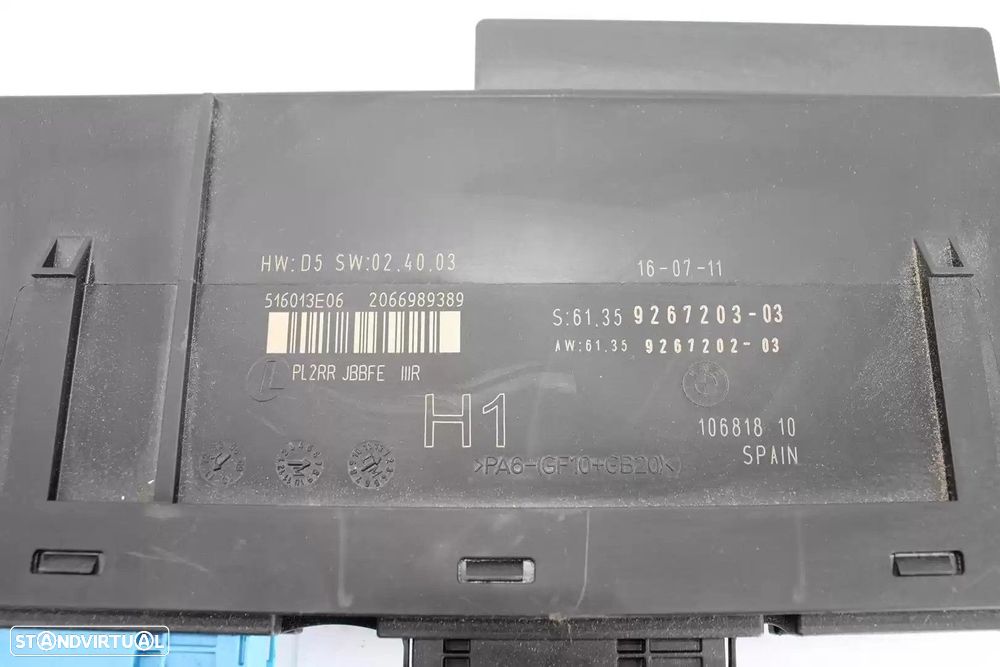 HW:D5 SW:02.40.03
16-07-11
516013E06 2066989389
S:61.35 9267203-03
AW:61.35 9267202-03
L PL2RR JBBFE IIIR
H1
106818 10
SPAIN
>PA6-(GF10+GB20K)
STANDVIRTUAL